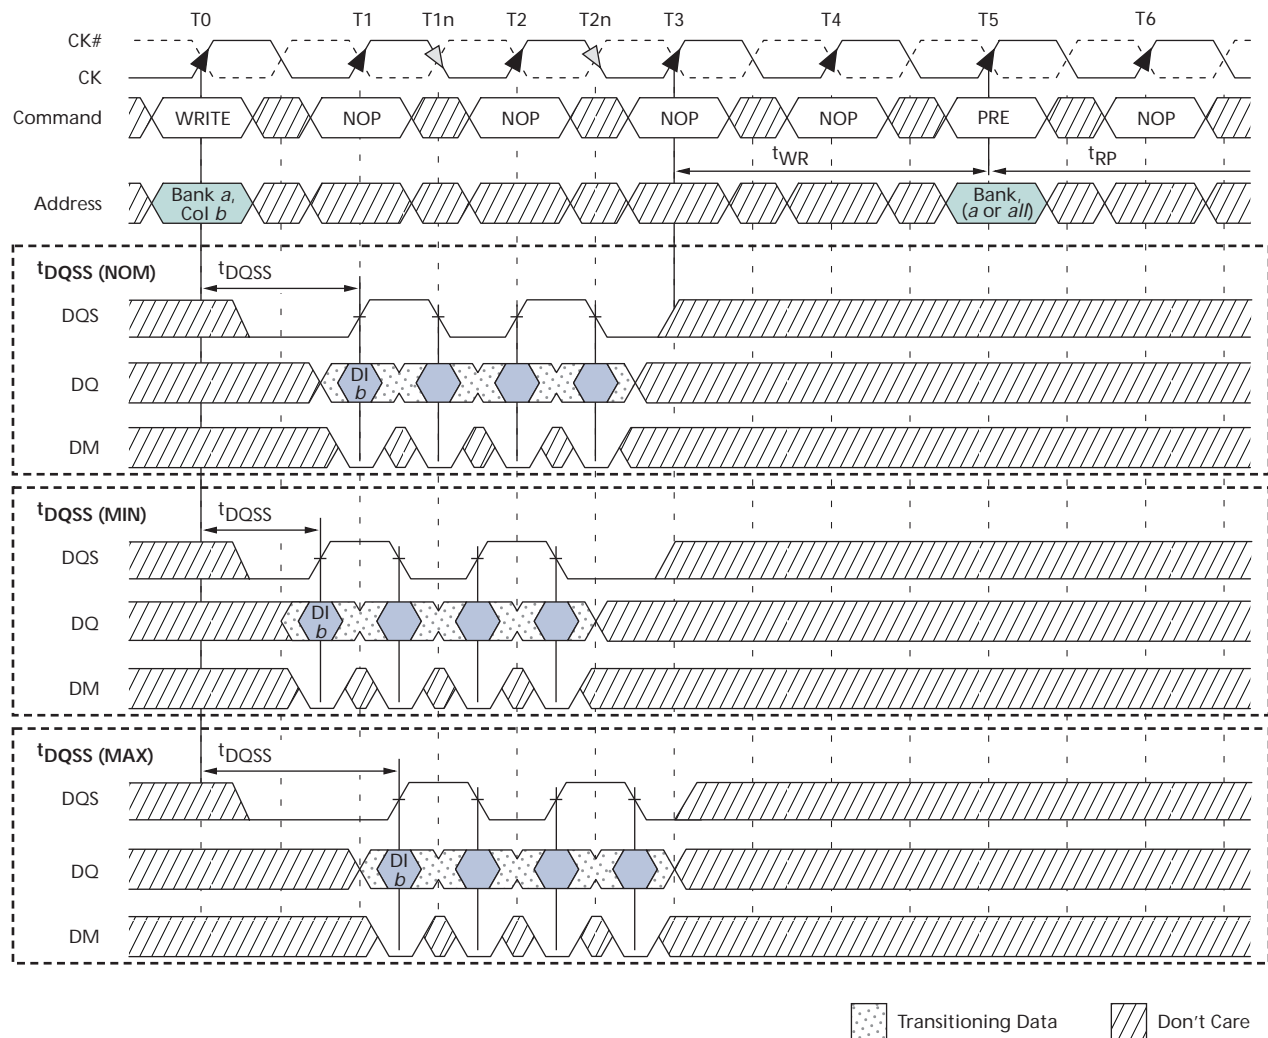 T0 T1 T1n T2 T2n T3 T4 T5 T6
CK#
CK
Command WRITE NOP NOP NOP NOP PRE NOP
tWR tRP
Address Bank a, Col b Bank, (a or all)
tDQSS (NOM) tDQSS
DQS
DQ DI b
DM
tDQSS (MIN) tDQSS
DQS
DQ DI b
DM
tDQSS (MAX) tDQSS
DQS
DQ DI b
DM
Transitioning Data Don't Care